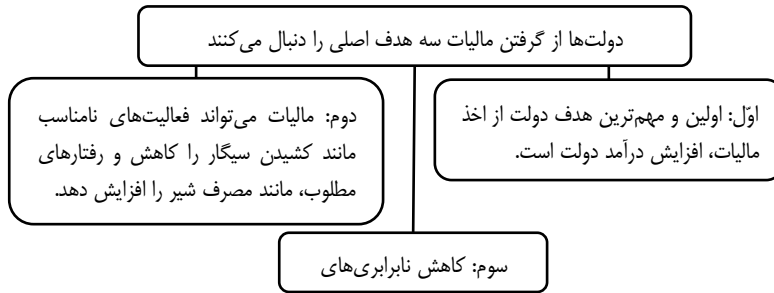 دولت‌ها از گرفتن مالیات سه هدف اصلی را دنبال می‌کنند
اوّل: اولین و مهم‌ترین هدف دولت از اخذ
مالیات، افزایش درآمد دولت است.
دوم: مالیات می‌تواند فعالیت‌های نامناسب
مانند کشیدن سیگار را کاهش و رفتارهای
مطلوب، مانند مصرف شیر را افزایش دهد.
سوم: کاهش نابرابری‌های